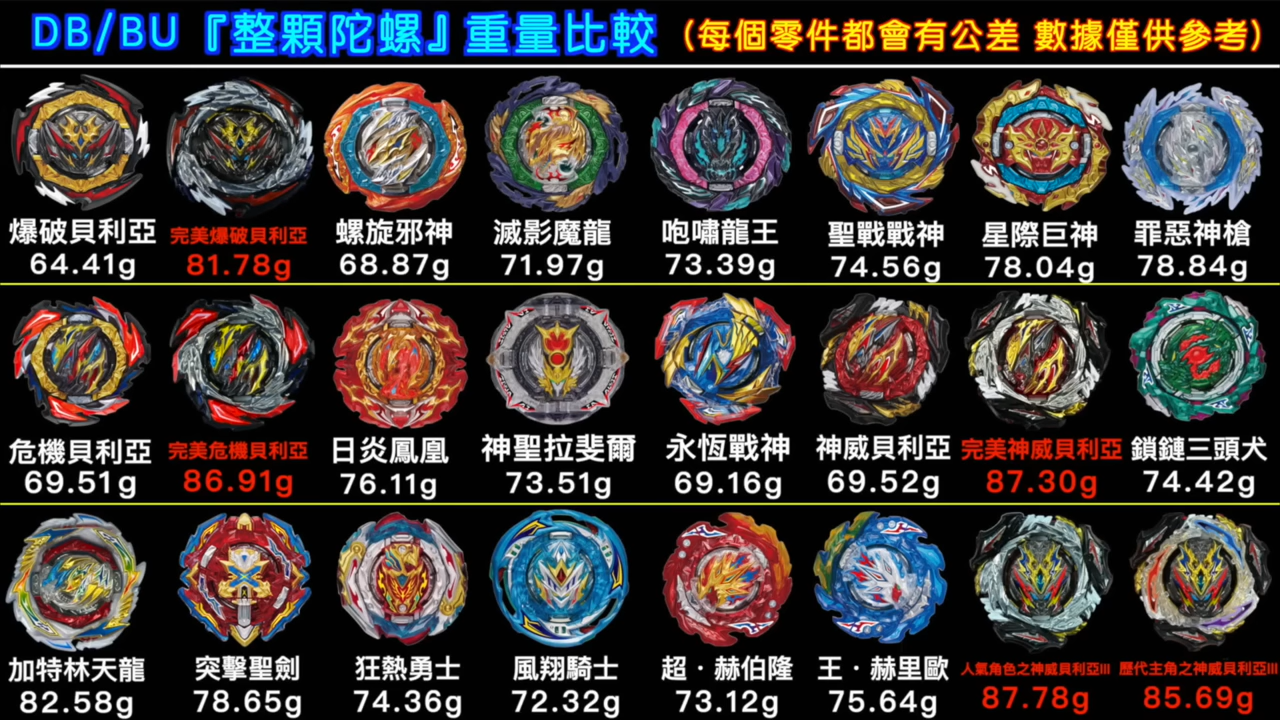 DB/BU『整顆陀螺』重量比較（每個零件都會有公差 數據僅供參考）
爆破貝利亞 完美爆破貝利亞 螺旋邪神 滅影魔龍 咆嘯龍王 聖戰戰神 星際巨神 罪惡神槍
64.41g 81.78g 68.87g 71.97g 73.39g 74.56g 78.04g 78.84g
危機貝利亞 完美危機貝利亞 日炎鳳凰 神聖拉斐爾 永恆戰神 神威貝利亞 完美神威貝利亞 鎖鏈三頭犬
69.51g 86.91g 76.11g 73.51g 69.16g 69.52g 87.30g 74.42g
加特林天龍 突擊聖劍 狂熱勇士 風翔騎士 超·赫伯隆 王·赫里歐 人氣角色之神威貝利亞III 歷代主角之神威貝利亞III
82.58g 78.65g 74.36g 72.32g 73.12g 75.64g 87.78g 85.69g